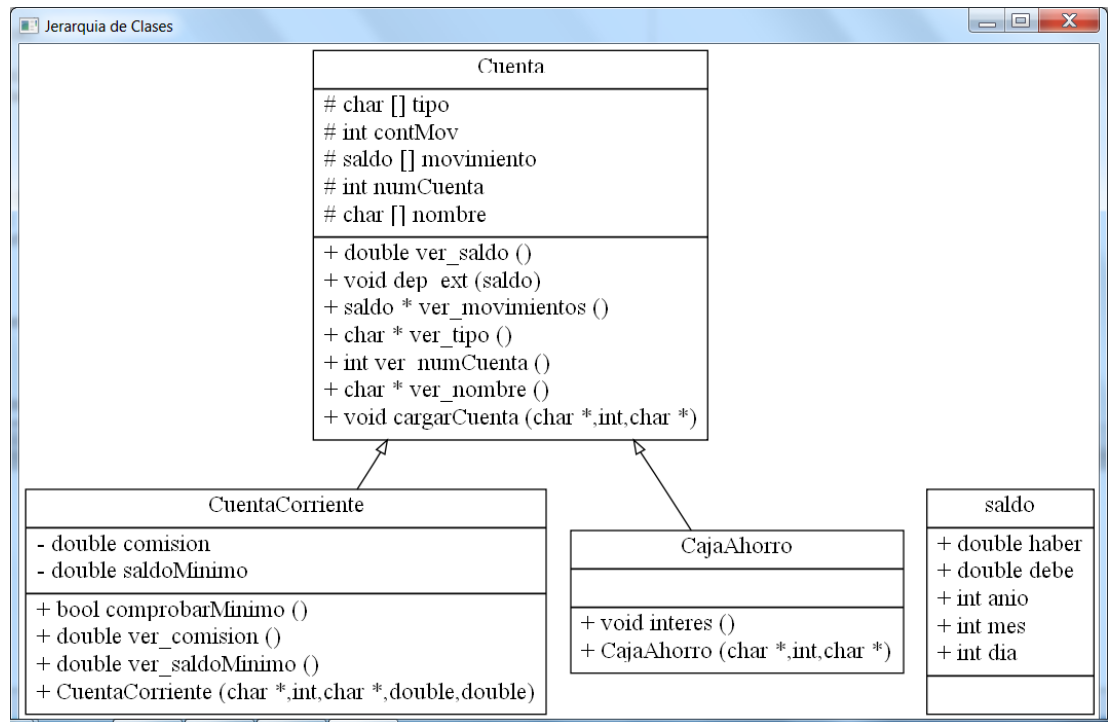 Jerarquia de Clases
Cuenta
# char [] tipo
# int contMov
# saldo [] movimiento
# int numCuenta
# char [] nombre
+ double ver_saldo ()
+ void dep_ext (saldo)
+ saldo * ver_movimientos ()
+ char * ver_tipo ()
+ int ver_numCuenta ()
+ char * ver_nombre ()
+ void cargarCuenta (char *,int,char *)
CuentaCorriente
- double comision
- double saldoMinimo
+ bool comprobarMinimo ()
+ double ver_comision ()
+ double ver_saldoMinimo ()
+ CuentaCorriente (char *,int,char *,double,double)
CajaAhorro
+ void interes ()
+ CajaAhorro (char *,int,char *)
saldo
+ double haber
+ double debe
+ int anio
+ int mes
+ int dia